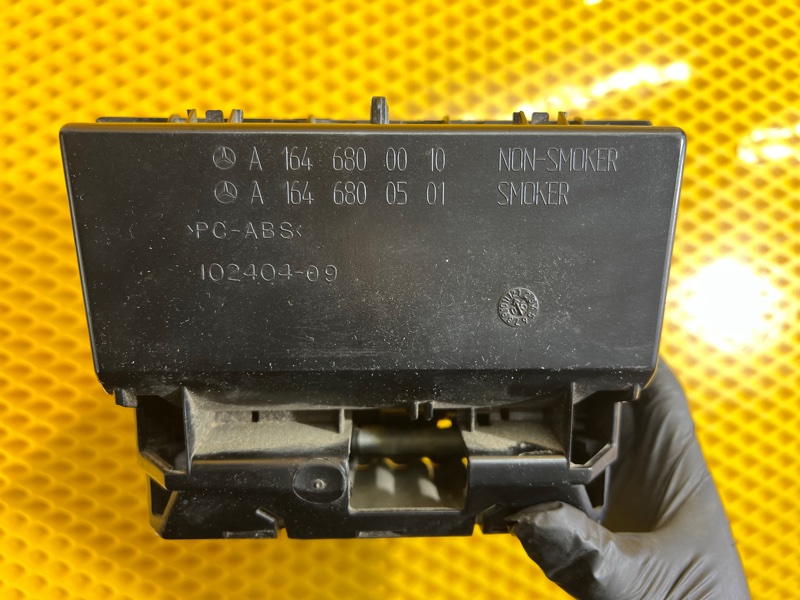 A 164 680 00 10 NON-SMOKER
A 164 680 05 01 SMOKER
>PC-ABS<
102404-09